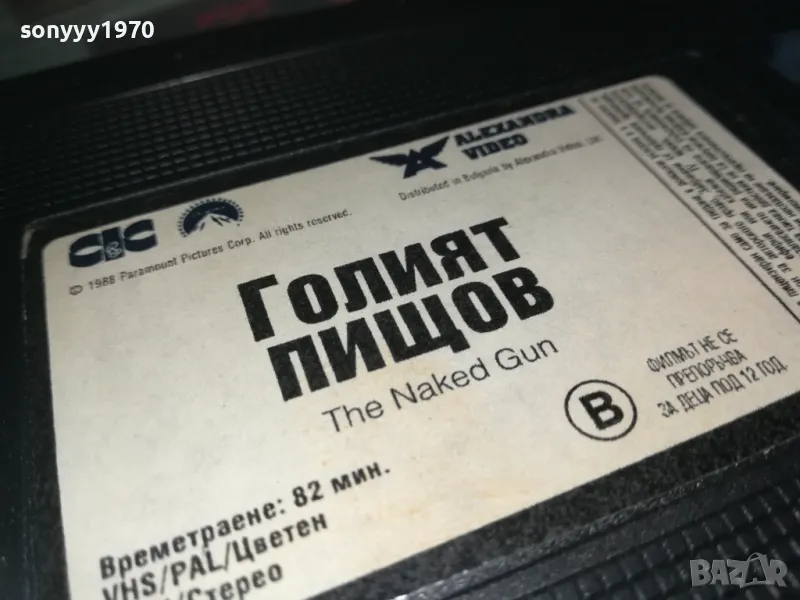 sonyyy1970
CIC
ALEXANDRA
VIDEO
Distributed in Bulgaria by Alexandra Video, Ltd.
© 1988 Paramount Pictures Corp. All rights reserved.
ГОЛИЯТ
ПИЩОВ
The Naked Gun
B
ФИЛМЪТ НЕ СЕ
ПРЕПОРЪЧВА
ЗА ДЕЦА ПОД 12 ГОД.
Времетраене: 82 мин.
VHS/PAL/Цветен
/Стерео
BAZAR